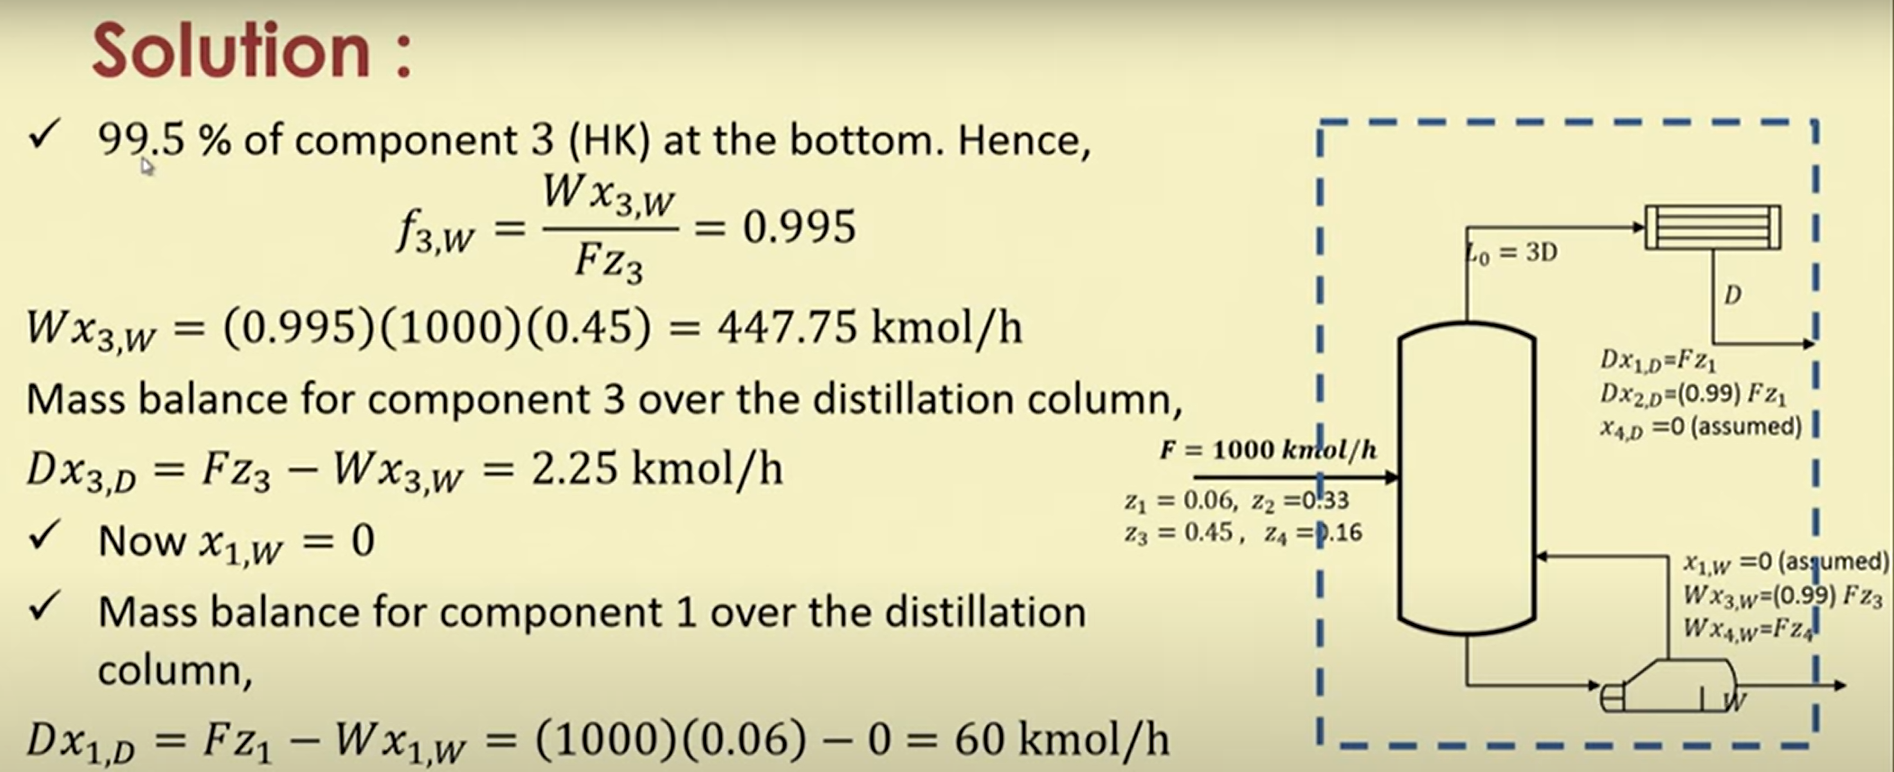 Solution :
✓ 99.5 % of component 3 (HK) at the bottom. Hence,
f₃,W = Wx₃,W / Fz₃ = 0.995
Wx₃,W = (0.995)(1000)(0.45) = 447.75 kmol/h
Mass balance for component 3 over the distillation column,
Dx₃,D = Fz₃ − Wx₃,W = 2.25 kmol/h
✓ Now x₁,W = 0
✓ Mass balance for component 1 over the distillation
column,
Dx₁,D = Fz₁ − Wx₁,W = (1000)(0.06) − 0 = 60 kmol/h
L₀ = 3D
D
Dx₁,D=Fz₁
Dx₂,D=(0.99) Fz₁
x₄,D =0 (assumed)
F = 1000 kmol/h
z₁ = 0.06, z₂ =0.33
z₃ = 0.45 , z₄ =0.16
x₁,W =0 (assumed)
Wx₃,W=(0.99) Fz₃
Wx₄,W=Fz₄
W